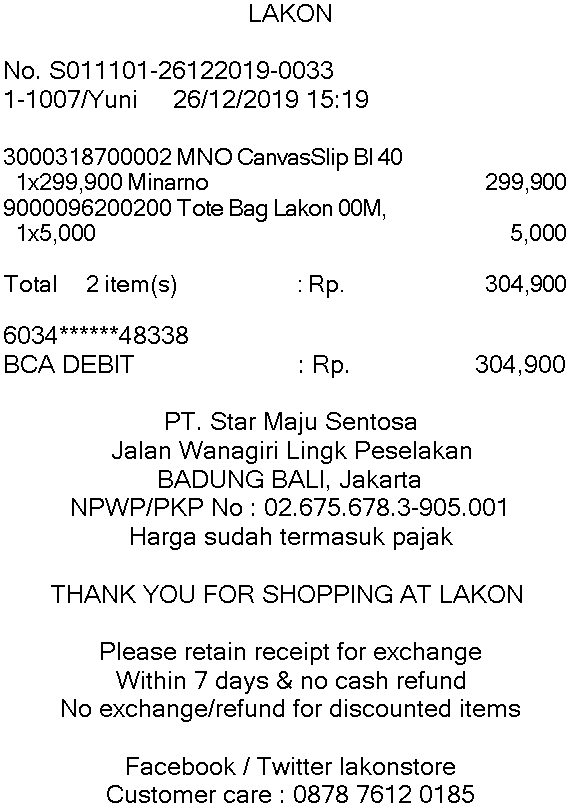 LAKON
No. S011101-26122019-0033
1-1007/Yuni 26/12/2019 15:19
3000318700002 MNO CanvasSlip Bl 40
1x299,900 Minarno 299,900
9000096200200 Tote Bag Lakon 00M,
1x5,000 5,000
Total 2 item(s) : Rp. 304,900
6034******48338
BCA DEBIT : Rp. 304,900
PT. Star Maju Sentosa
Jalan Wanagiri Lingk Peselakan
BADUNG BALI, Jakarta
NPWP/PKP No : 02.675.678.3-905.001
Harga sudah termasuk pajak
THANK YOU FOR SHOPPING AT LAKON
Please retain receipt for exchange
Within 7 days & no cash refund
No exchange/refund for discounted items
Facebook / Twitter lakonstore
Customer care : 0878 7612 0185